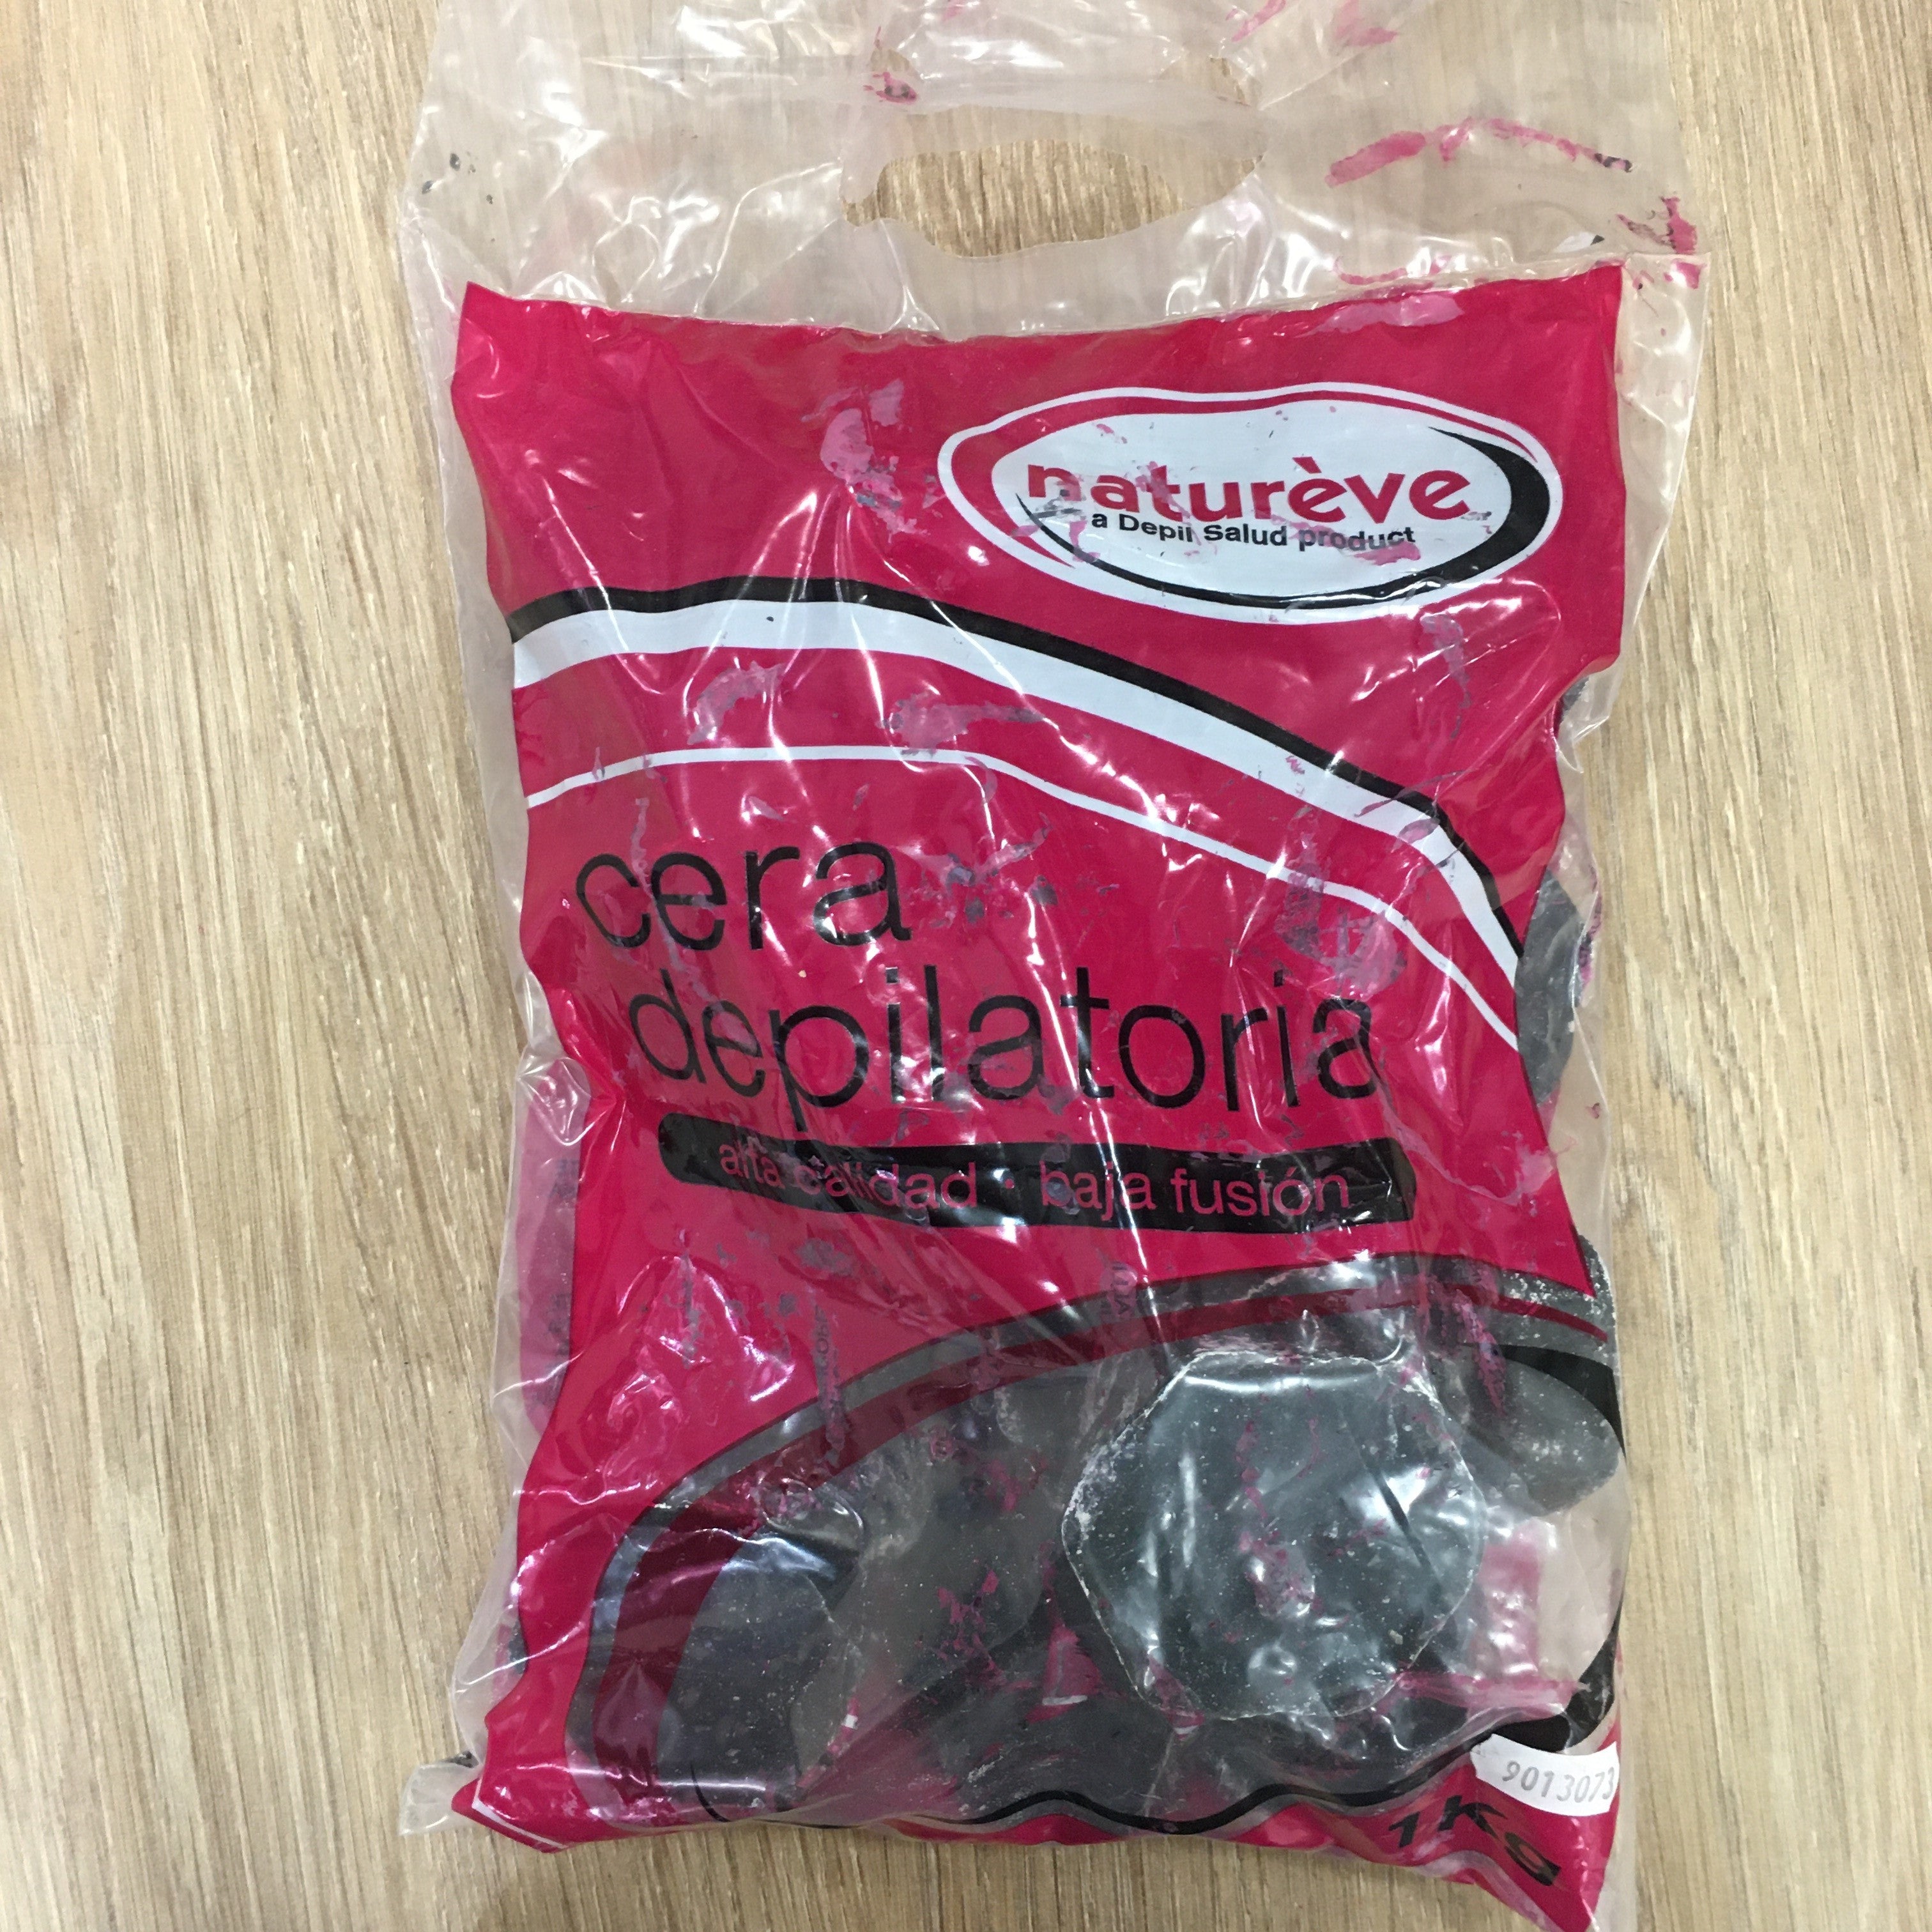 naturève
a Depil Salud product
cera
depilatoria
alta calidad · baja fusión
9013073
1Kg